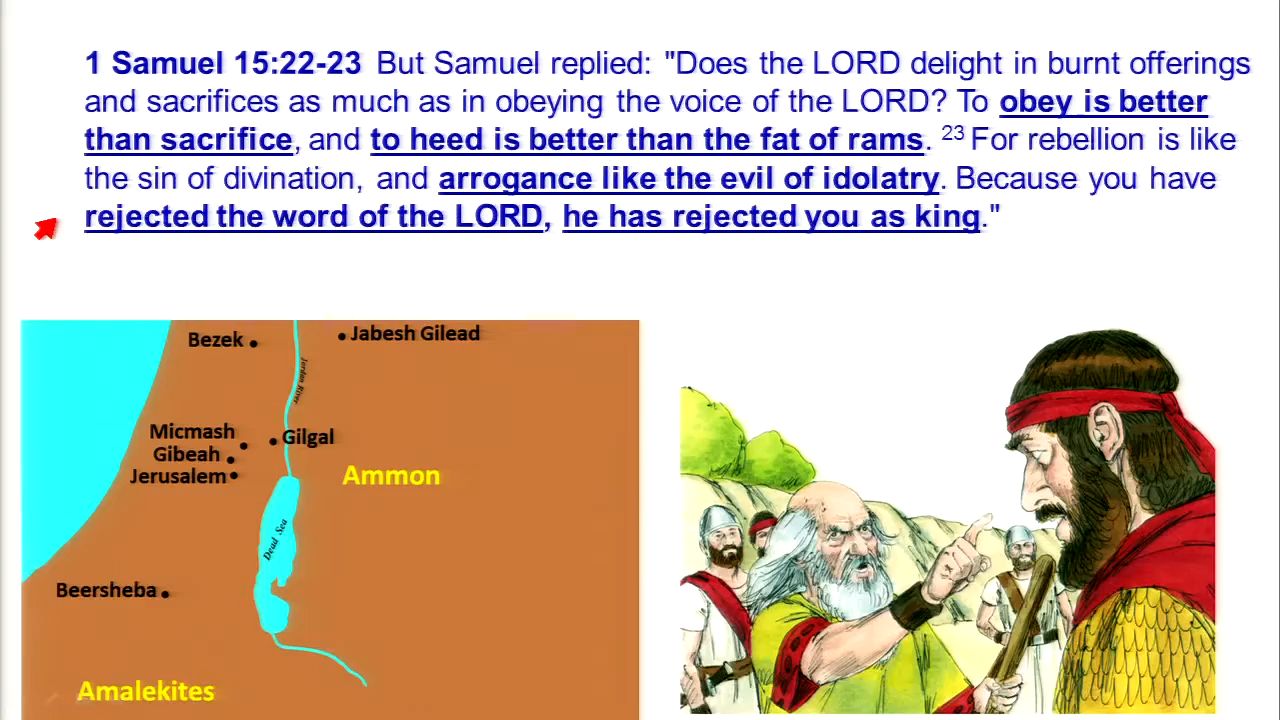 1 Samuel 15:22-23 But Samuel replied: "Does the LORD delight in burnt offerings
and sacrifices as much as in obeying the voice of the LORD? To obey is better
than sacrifice, and to heed is better than the fat of rams. 23 For rebellion is like
the sin of divination, and arrogance like the evil of idolatry. Because you have
rejected the word of the LORD, he has rejected you as king."
Bezek
Jabesh Gilead
Jordan River
Micmash
Gilgal
Gibeah
Jerusalem
Ammon
Dead Sea
Beersheba
Amalekites